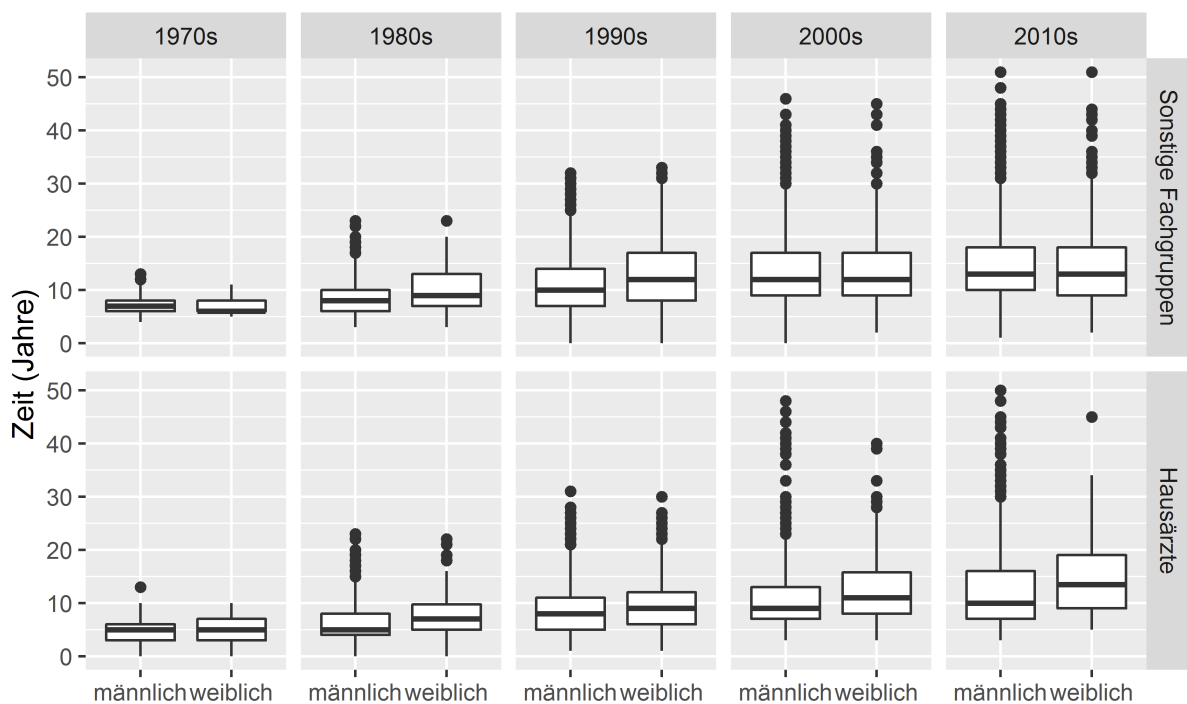 1970s 1980s 1990s 2000s 2010s
Zeit (Jahre)
50
40
30
20
10
0
Sonstige Fachgruppen
50
40
30
20
10
0
Hausärzte
männlich weiblich männlich weiblich männlich weiblich männlich weiblich männlich weiblich